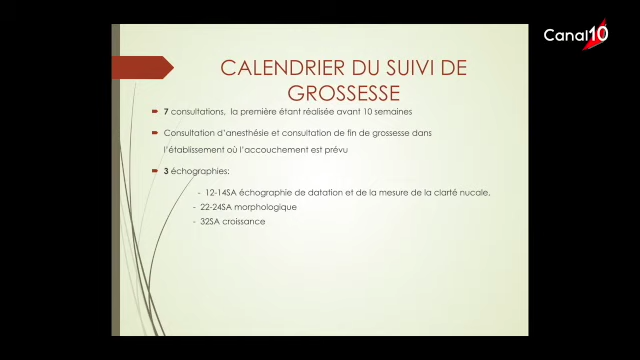 Canal10
CALENDRIER DU SUIVI DE
GROSSESSE
7 consultations, la première étant réalisée avant 10 semaines
Consultation d'anesthésie et consultation de fin de grossesse dans
l'établissement où l'accouchement est prévu
3 échographies:
- 12-14SA échographie de datation et de la mesure de la clarté nucale.
- 22-24SA morphologique
- 32SA croissance